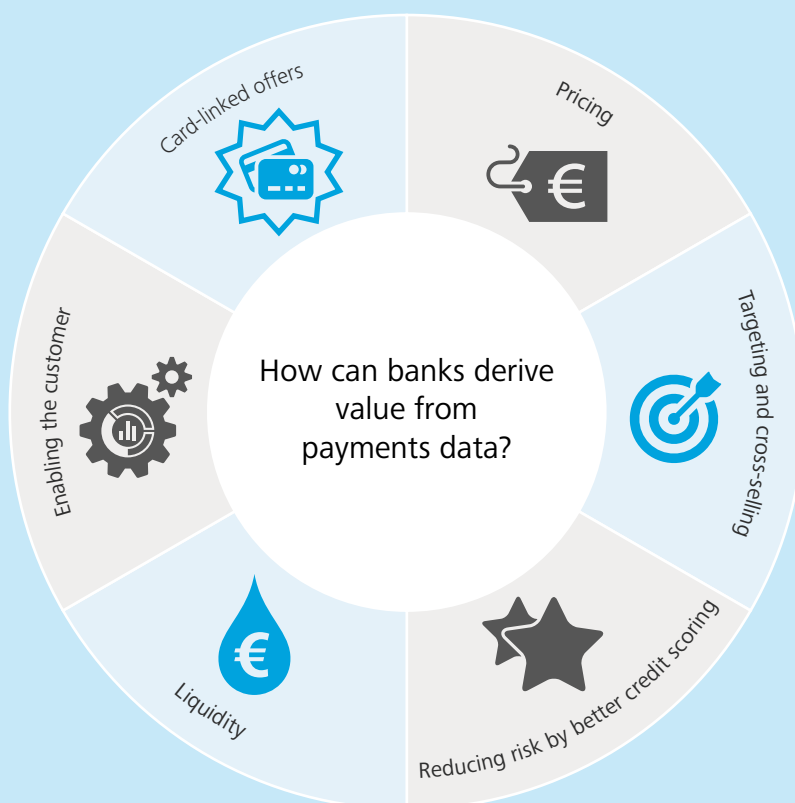 How can banks derive
value from
payments data?
Pricing
€
Targeting and cross-selling
Reducing risk by better credit scoring
Liquidity
€
Enabling the customer
Card-linked offers